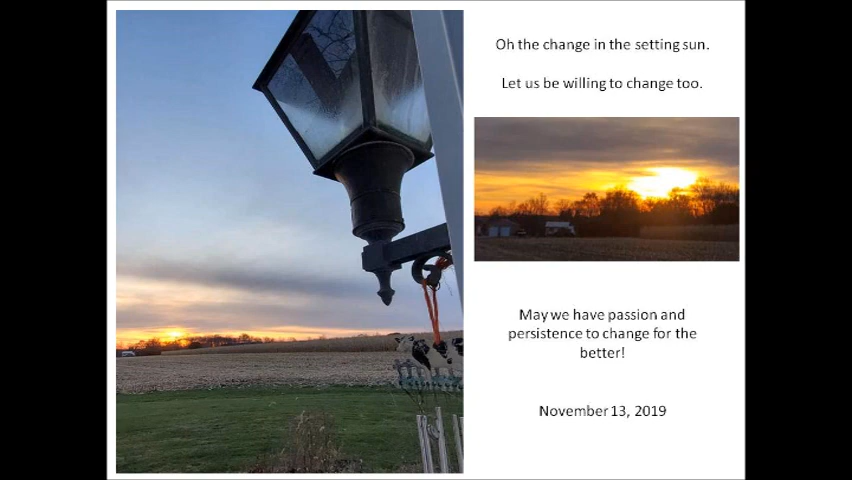 Oh the change in the setting sun.
Let us be willing to change too.
May we have passion and
persistence to change for the
better!
November 13, 2019